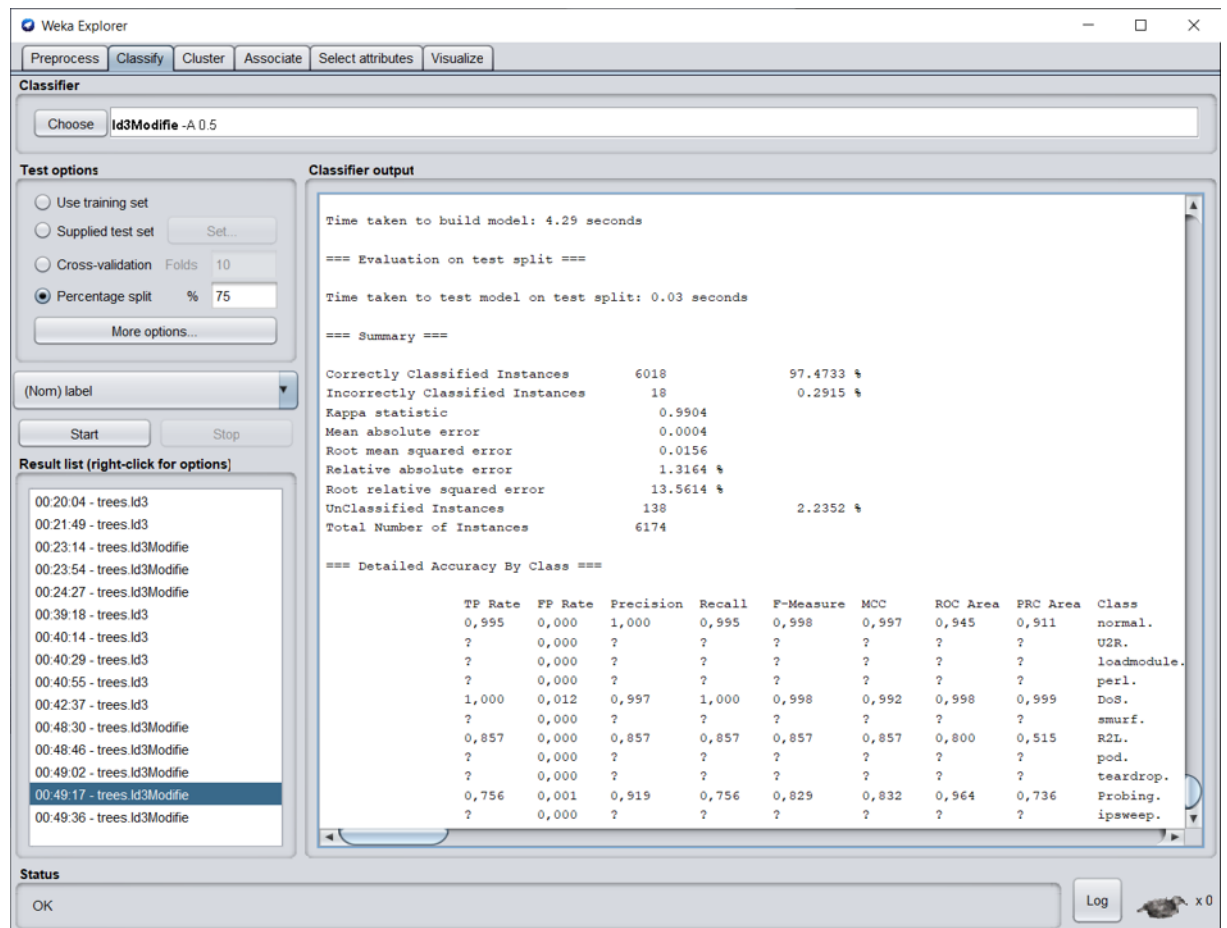 Weka Explorer
Preprocess Classify Cluster Associate Select attributes Visualize
Classifier
Choose Id3Modifie -A 0.5
Test options
Use training set
Supplied test set Set...
Cross-validation Folds 10
Percentage split % 75
More options...
(Nom) label
Start Stop
Result list (right-click for options)
00:20:04 - trees.Id3
00:21:49 - trees.Id3
00:23:14 - trees.Id3Modifie
00:23:54 - trees.Id3Modifie
00:24:27 - trees.Id3Modifie
00:39:18 - trees.Id3
00:40:14 - trees.Id3
00:40:29 - trees.Id3
00:40:55 - trees.Id3
00:42:37 - trees.Id3
00:48:30 - trees.Id3Modifie
00:48:46 - trees.Id3Modifie
00:49:02 - trees.Id3Modifie
00:49:17 - trees.Id3Modifie
00:49:36 - trees.Id3Modifie
Classifier output
Time taken to build model: 4.29 seconds
=== Evaluation on test split ===
Time taken to test model on test split: 0.03 seconds
=== Summary ===
Correctly Classified Instances 6018 97.4733 %
Incorrectly Classified Instances 18 0.2915 %
Kappa statistic 0.9904
Mean absolute error 0.0004
Root mean squared error 0.0156
Relative absolute error 1.3164 %
Root relative squared error 13.5614 %
UnClassified Instances 138 2.2352 %
Total Number of Instances 6174
=== Detailed Accuracy By Class ===
TP Rate FP Rate Precision Recall F-Measure MCC ROC Area PRC Area Class
0,995 0,000 1,000 0,995 0,998 0,997 0,945 0,911 normal.
? 0,000 ? ? ? ? ? ? U2R.
? 0,000 ? ? ? ? ? ? loadmodule.
? 0,000 ? ? ? ? ? ? perl.
1,000 0,012 0,997 1,000 0,998 0,992 0,998 0,999 DoS.
? 0,000 ? ? ? ? ? ? smurf.
0,857 0,000 0,857 0,857 0,857 0,857 0,800 0,515 R2L.
? 0,000 ? ? ? ? ? ? pod.
? 0,000 ? ? ? ? ? ? teardrop.
0,756 0,001 0,919 0,756 0,829 0,832 0,964 0,736 Probing.
? 0,000 ? ? ? ? ? ? ipsweep.
Status
OK
Log x 0